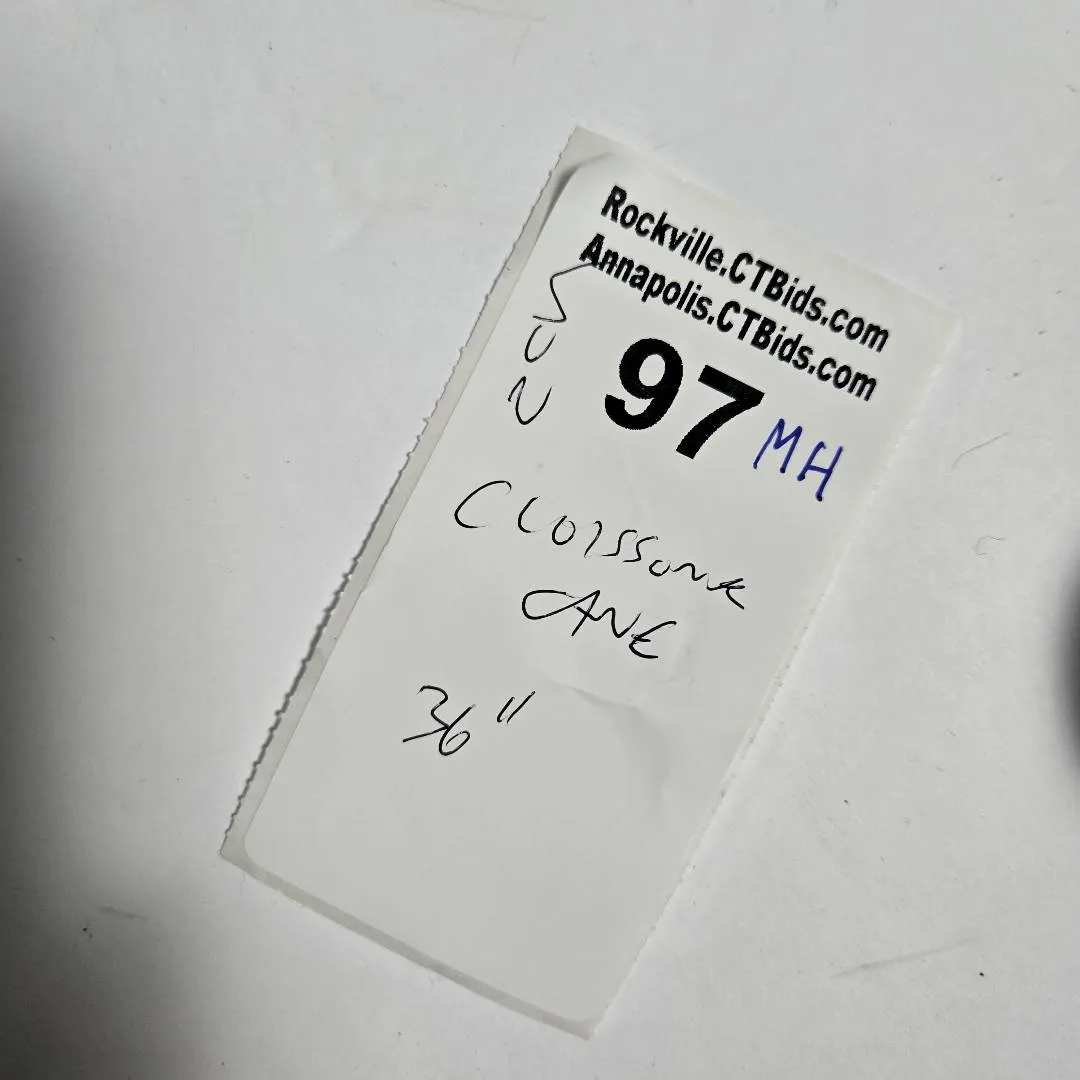 Rockville.CTBids.com
Annapolis.CTBids.com
97 MH
CLOISSONE
CANE
36"